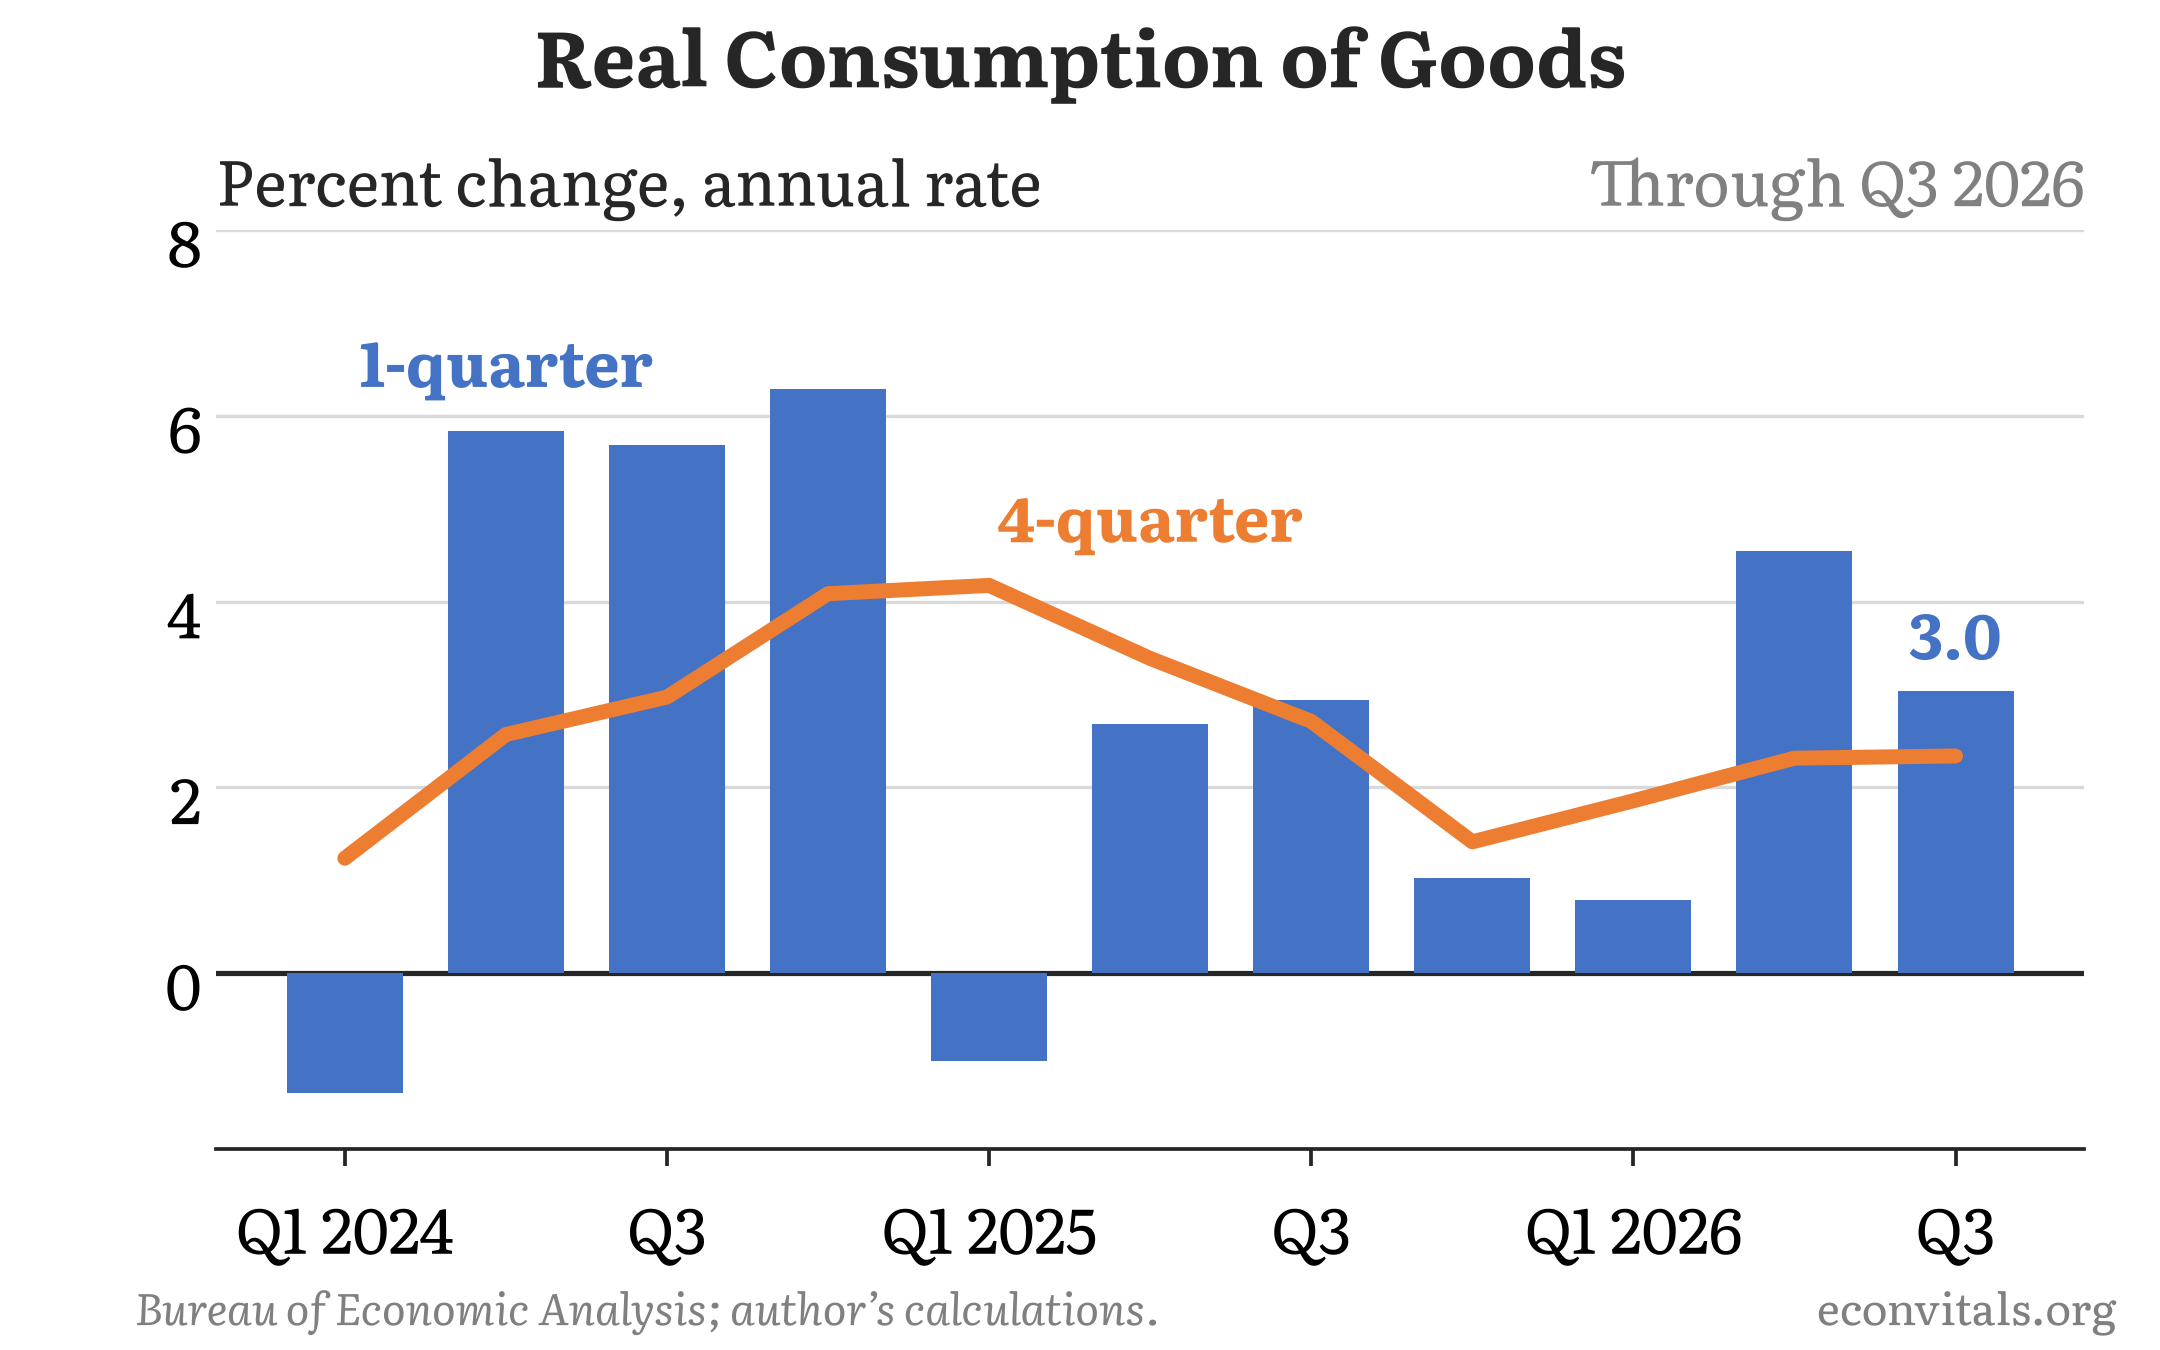 Real Consumption of Goods
Percent change, annual rate
Through Q3 2026
8
1-quarter
6
4-quarter
4
3.0
2
0
Q1 2024 Q3 Q1 2025 Q3 Q1 2026 Q3
Bureau of Economic Analysis; author’s calculations.
econvitals.org